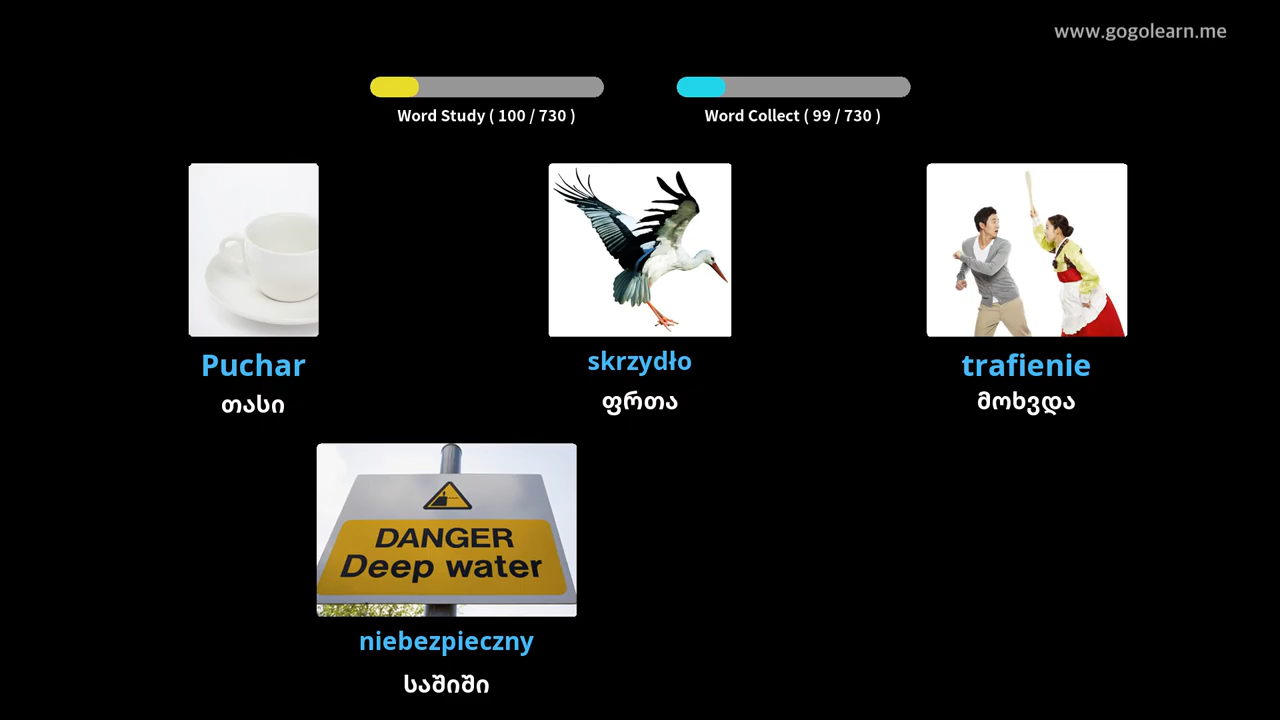 www.gogolearn.me
Word Study ( 100 / 730 )
Word Collect ( 99 / 730 )
Puchar
თასი
skrzydło
ფრთა
trafienie
მოხვდა
DANGER
Deep water
niebezpieczny
საშიში